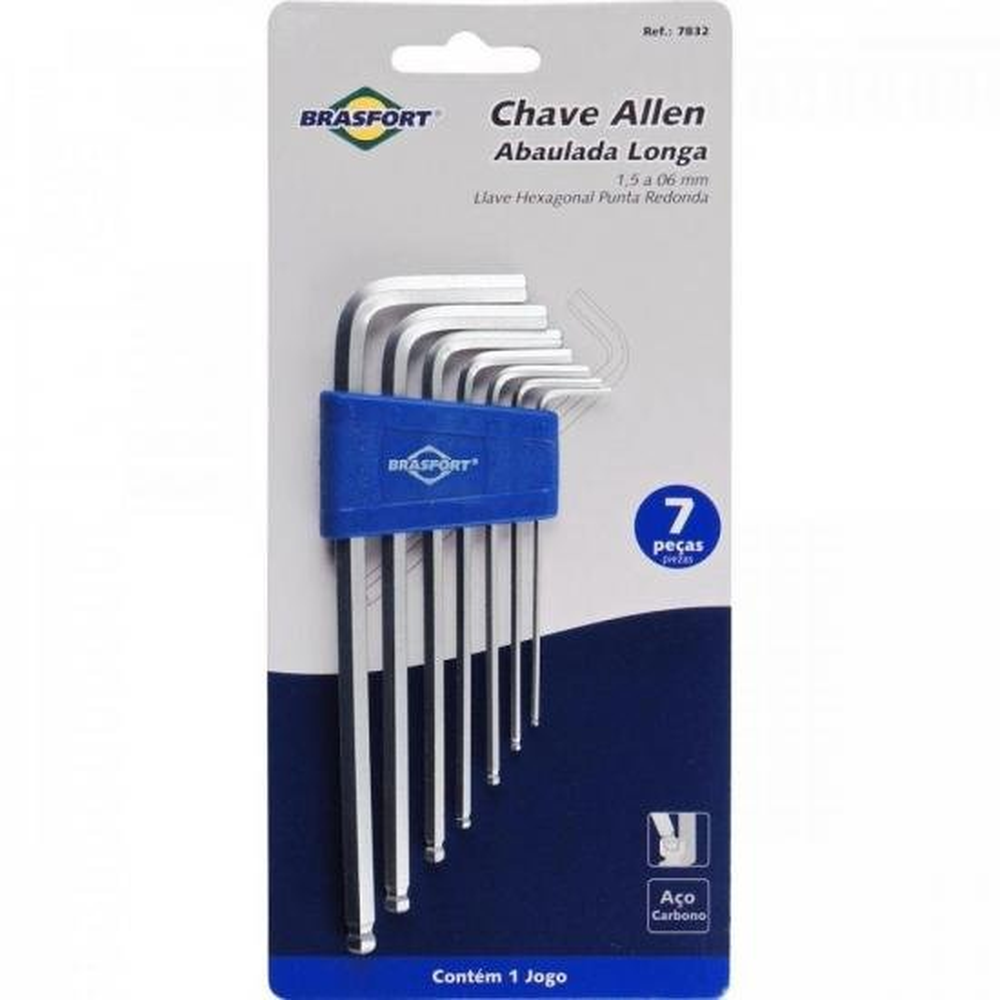 Ref.: 7832
BRASFORT®
Chave Allen
Abaulada Longa
1,5 a 06 mm
Llave Hexagonal Punta Redonda
BRASFORT®
7
peças
piezas
Aço
Carbono
Contém 1 Jogo